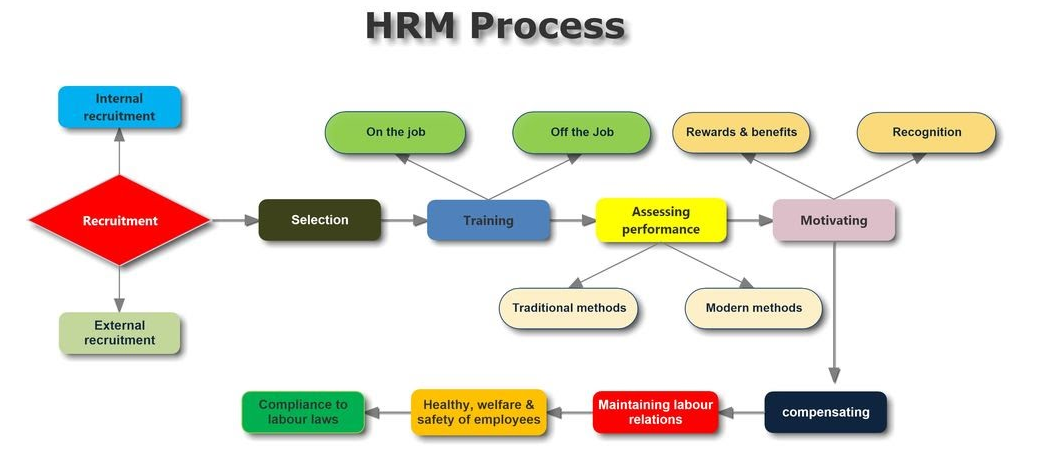 HRM Process
Internal
recruitment
On the job
Off the Job
Rewards & benefits
Recognition
Recruitment
Selection
Training
Assessing
performance
Motivating
Traditional methods
Modern methods
External
recruitment
Compliance to
labour laws
Healthy, welfare &
safety of employees
Maintaining labour
relations
compensating